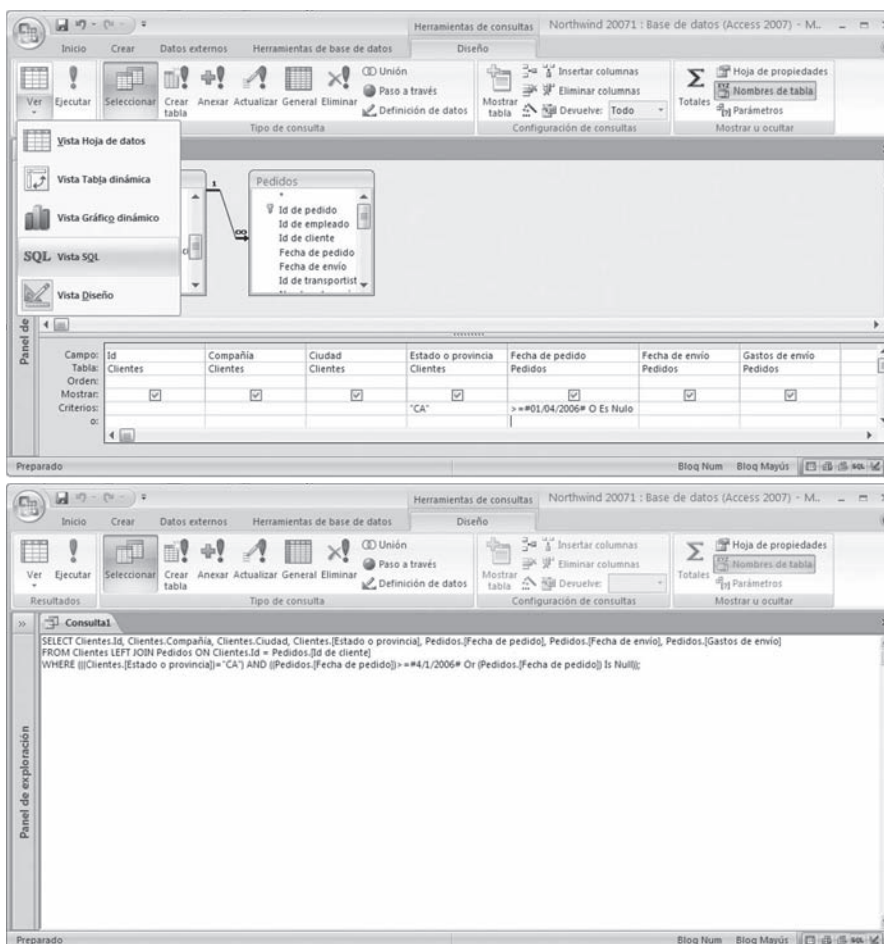 Herramientas de consultas Northwind 20071 : Base de datos (Access 2007) - M..
Inicio Crear Datos externos Herramientas de base de datos Diseño
Ver Ejecutar Seleccionar Crear tabla Anexar Actualizar General Eliminar
Unión
Paso a través
Definición de datos
Mostrar tabla
Insertar columnas
Eliminar columnas
Devuelve: Todo
Totales
Hoja de propiedades
Nombres de tabla
Parámetros
Tipo de consulta Configuración de consultas Mostrar u ocultar
Vista Hoja de datos
Vista Tabla dinámica
Vista Gráfico dinámico
SQL Vista SQL
Vista Diseño
1
∞
Pedidos
*
Id de pedido
Id de empleado
Id de cliente
Fecha de pedido
Fecha de envío
Id de transportist
Panel de
Campo: Id Compañía Ciudad Estado o provincia Fecha de pedido Fecha de envío Gastos de envío
Tabla: Clientes Clientes Clientes Clientes Pedidos Pedidos Pedidos
Orden:
Mostrar:
Criterios: "CA" >=#01/04/2006# O Es Nulo
o:
Preparado Bloq Num Bloq Mayús SQL
Herramientas de consultas Northwind 20071 : Base de datos (Access 2007) - M..
Inicio Crear Datos externos Herramientas de base de datos Diseño
Ver Ejecutar Seleccionar Crear tabla Anexar Actualizar General Eliminar
Unión
Paso a través
Definición de datos
Mostrar tabla
Insertar columnas
Eliminar columnas
Devuelve:
Totales
Hoja de propiedades
Nombres de tabla
Parámetros
Resultados Tipo de consulta Configuración de consultas Mostrar u ocultar
» Consulta1
SELECT Clientes.Id, Clientes.Compañía, Clientes.Ciudad, Clientes.[Estado o provincia], Pedidos.[Fecha de pedido], Pedidos.[Fecha de envío], Pedidos.[Gastos de envío]
FROM Clientes LEFT JOIN Pedidos ON Clientes.Id = Pedidos.[Id de cliente]
WHERE (((Clientes.[Estado o provincia])="CA") AND ((Pedidos.[Fecha de pedido])>=#4/1/2006# Or (Pedidos.[Fecha de pedido]) Is Null));
Panel de exploración
Preparado Bloq Num Bloq Mayús SQL